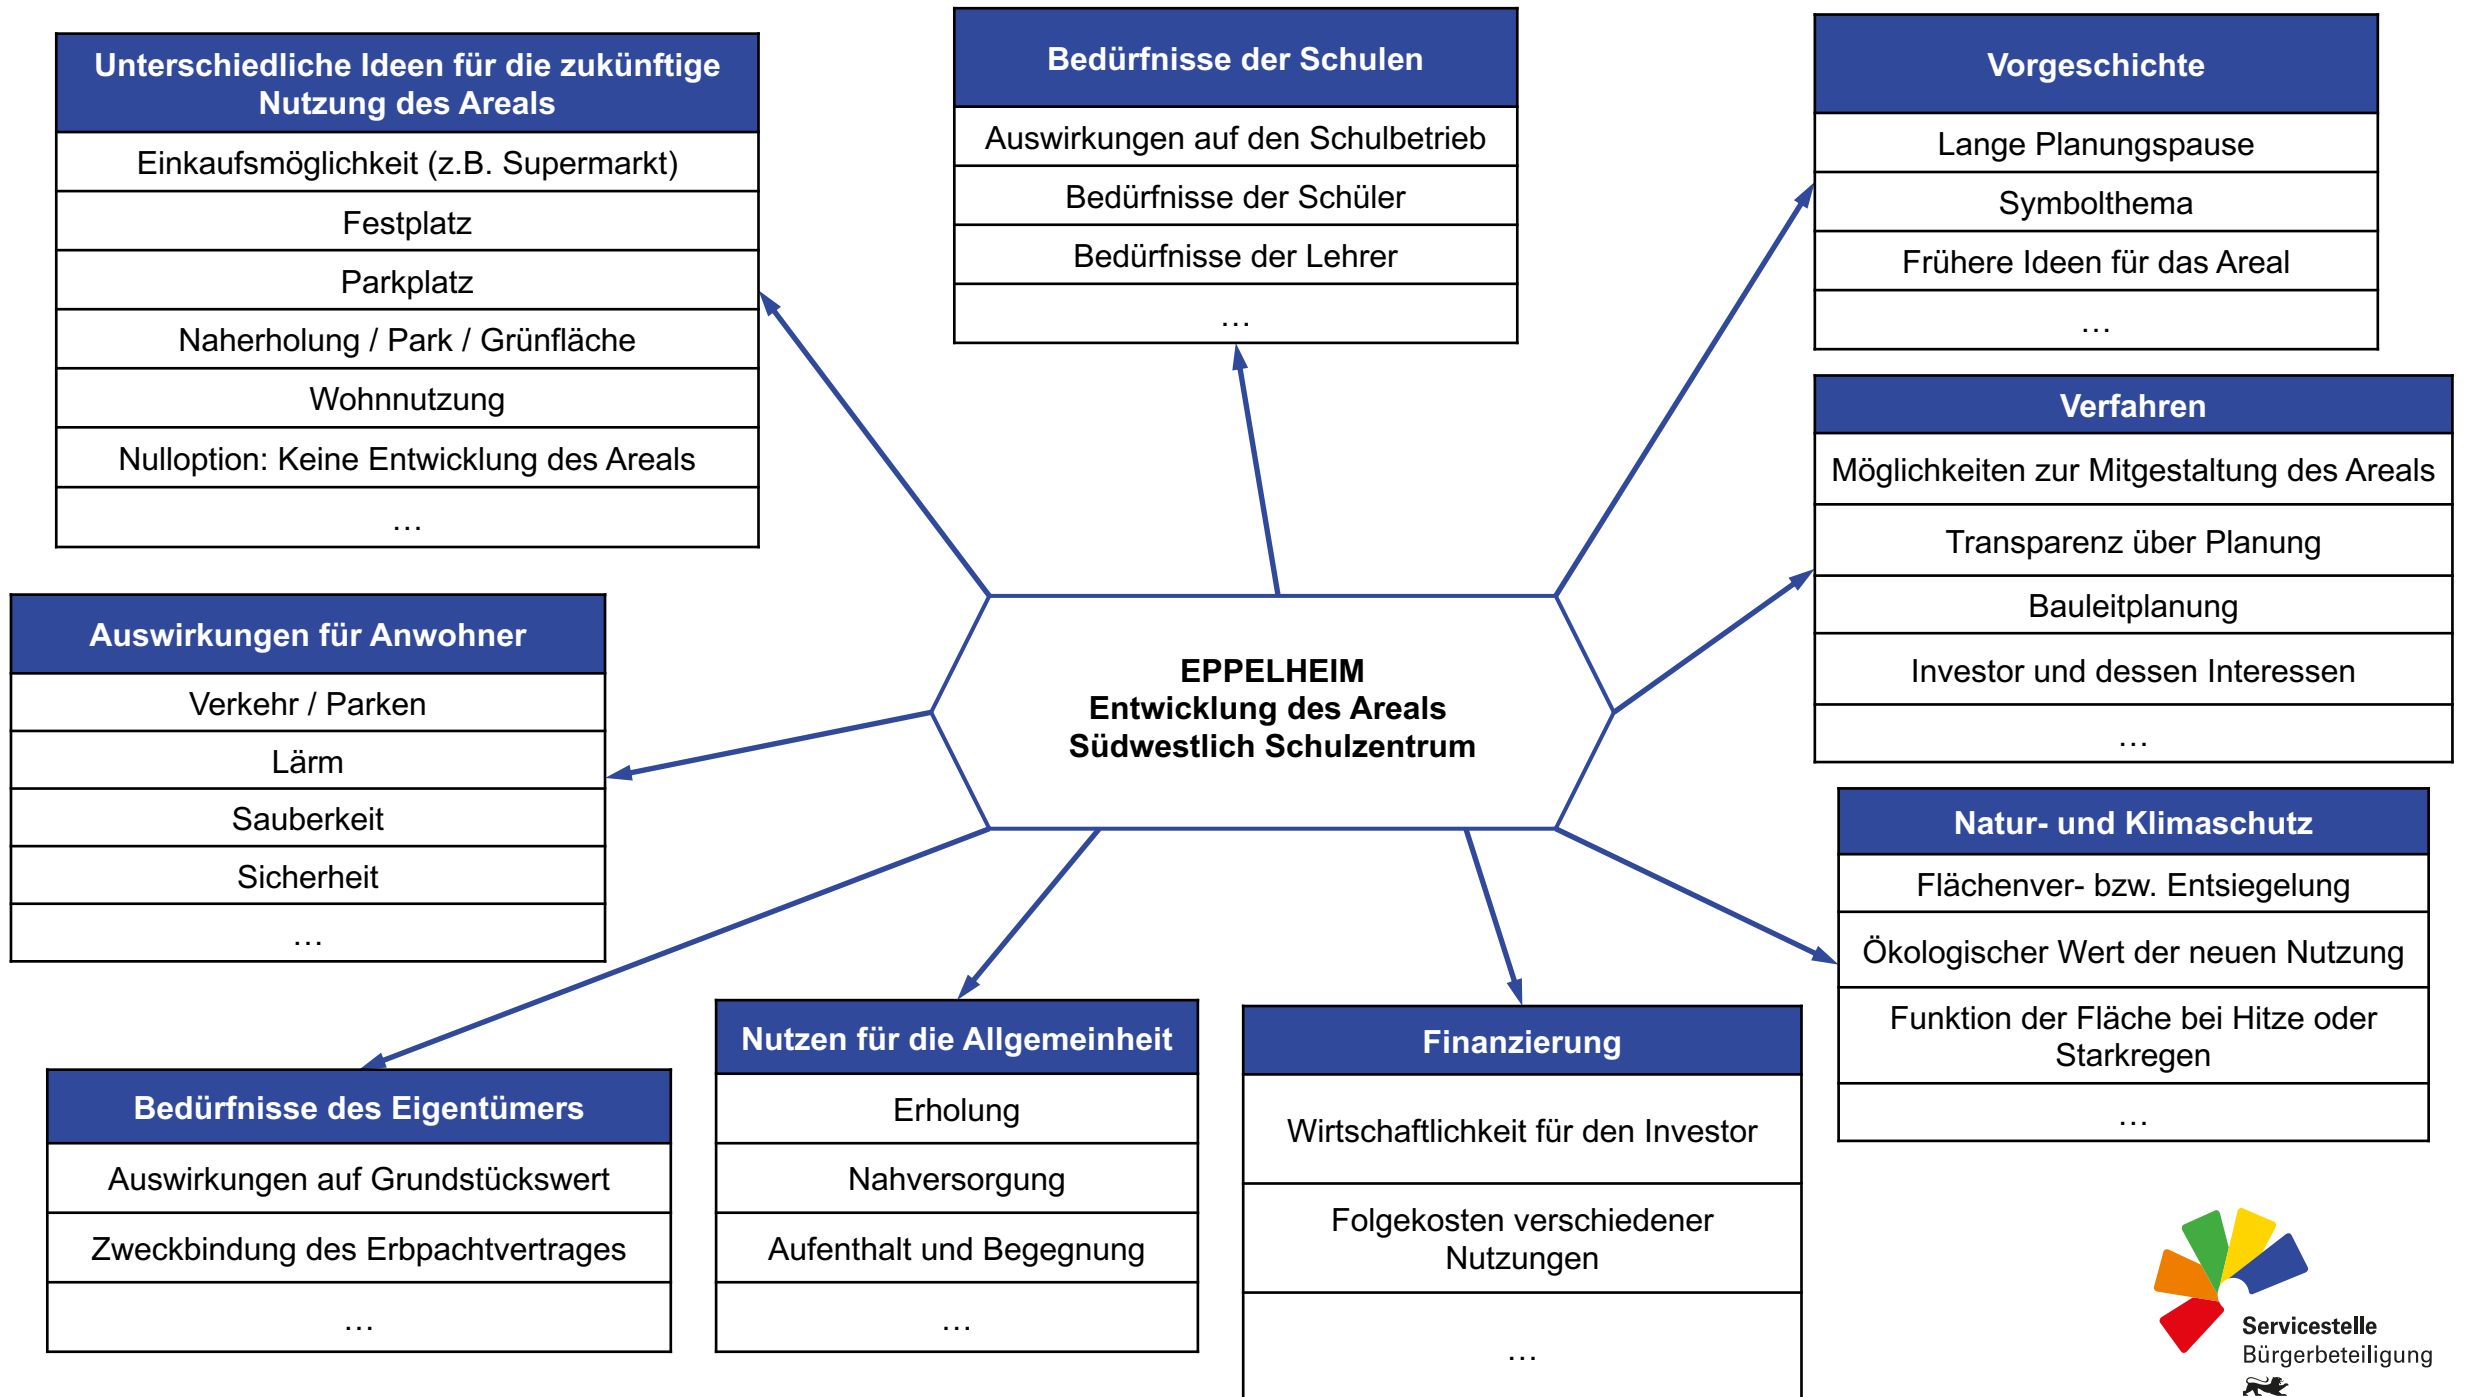 Unterschiedliche Ideen für die zukünftige
Nutzung des Areals
Einkaufsmöglichkeit (z.B. Supermarkt)
Festplatz
Parkplatz
Naherholung / Park / Grünfläche
Wohnnutzung
Nulloption: Keine Entwicklung des Areals
…
Bedürfnisse der Schulen
Auswirkungen auf den Schulbetrieb
Bedürfnisse der Schüler
Bedürfnisse der Lehrer
…
Vorgeschichte
Lange Planungspause
Symbolthema
Frühere Ideen für das Areal
…
Verfahren
Möglichkeiten zur Mitgestaltung des Areals
Transparenz über Planung
Bauleitplanung
Investor und dessen Interessen
…
Auswirkungen für Anwohner
Verkehr / Parken
Lärm
Sauberkeit
Sicherheit
…
EPPELHEIM
Entwicklung des Areals
Südwestlich Schulzentrum
Natur- und Klimaschutz
Flächenver- bzw. Entsiegelung
Ökologischer Wert der neuen Nutzung
Funktion der Fläche bei Hitze oder
Starkregen
…
Bedürfnisse des Eigentümers
Auswirkungen auf Grundstückswert
Zweckbindung des Erbpachtvertrages
…
Nutzen für die Allgemeinheit
Erholung
Nahversorgung
Aufenthalt und Begegnung
…
Finanzierung
Wirtschaftlichkeit für den Investor
Folgekosten verschiedener
Nutzungen
…
Servicestelle
Bürgerbeteiligung